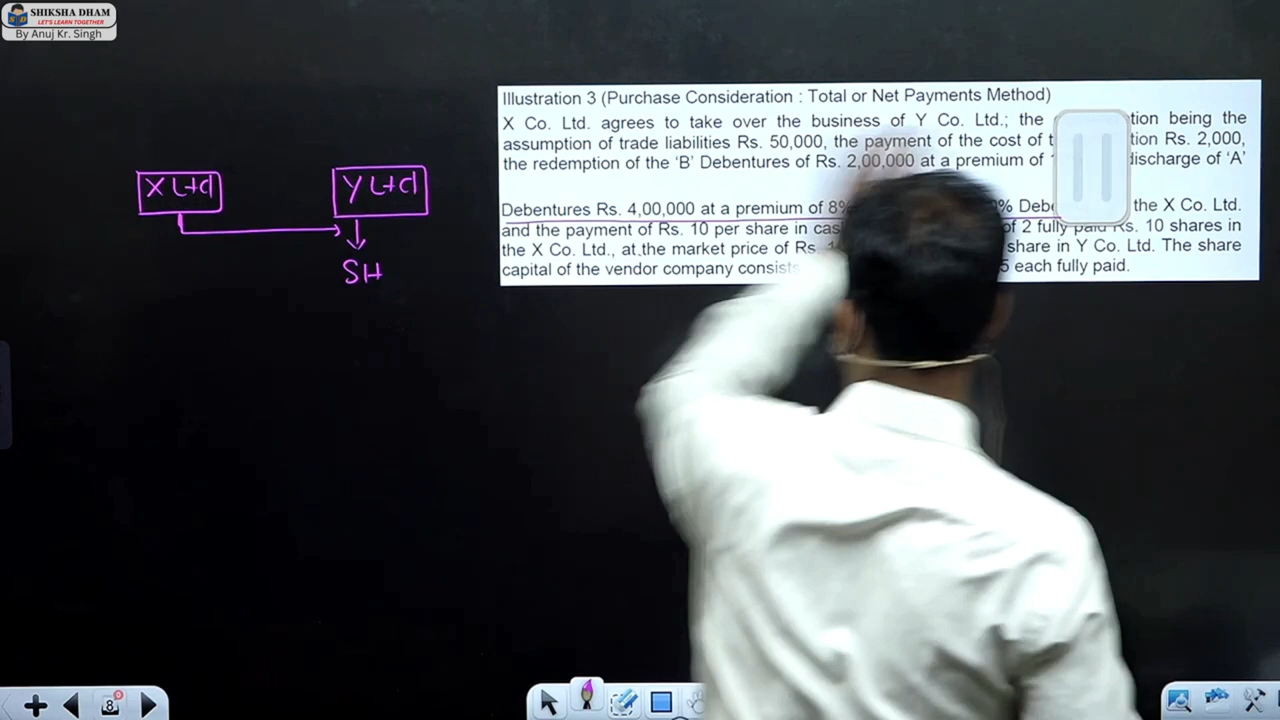 SHIKSHA DHAM
LET'S LEARN TOGETHER
By Anuj Kr. Singh
Illustration 3 (Purchase Consideration : Total or Net Payments Method)
X Co. Ltd. agrees to take over the business of Y Co. Ltd.; the tion being the
assumption of trade liabilities Rs. 50,000, the payment of the cost of t tion Rs. 2,000,
the redemption of the 'B' Debentures of Rs. 2,00,000 at a premium of discharge of 'A'
Debentures Rs. 4,00,000 at a premium of 8% % Debe the X Co. Ltd.
and the payment of Rs. 10 per share in cas of 2 fully paid Rs. 10 shares in
the X Co. Ltd., at the market price of Rs. share in Y Co. Ltd. The share
capital of the vendor company consists 5 each fully paid.
X Ltd
Y Ltd
SH
8
0